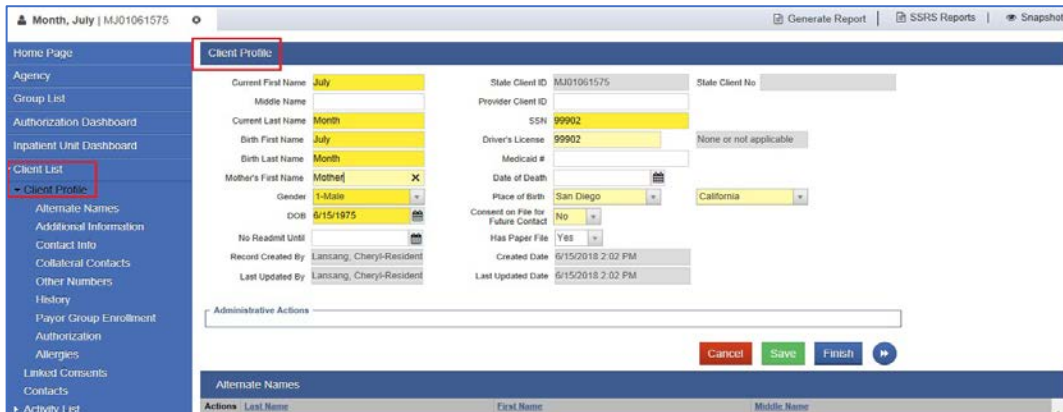 Month, July | MJ01061575
Generate Report | SSRS Reports | Snapshot
Home Page
Agency
Group List
Authorization Dashboard
Inpatient Unit Dashboard
Client List
Client Profile
Alternate Names
Additional Information
Contact Info
Collateral Contacts
Other Numbers
History
Payor Group Enrollment
Authorization
Allergies
Linked Consents
Contacts
Activity List
Client Profile
Current First Name July State Client ID MJ01061575 State Client No
Middle Name Provider Client ID
Current Last Name Month SSN 99902
Birth First Name July Driver's License 99902 None or not applicable
Birth Last Name Month Medicaid #
Mother's First Name Mother x Date of Death
Gender 1-Male Place of Birth San Diego California
DOB 6/15/1975 Consent on File for
Future Contact No
No Readmit Until Has Paper File Yes
Record Created By Lansang, Cheryl-Resident Created Date 6/15/2018 2:02 PM
Last Updated By Lansang, Cheryl-Resident Last Updated Date 6/15/2018 2:02 PM
Administrative Actions
Cancel Save Finish
Alternate Names
Actions Last Name First Name Middle Name